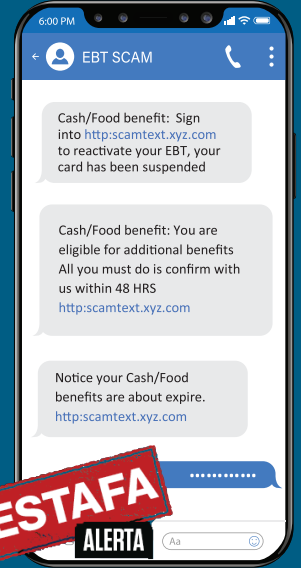 6:00 PM
EBT SCAM
Cash/Food benefit: Sign
into http:scamtext.xyz.com
to reactivate your EBT, your
card has been suspended
Cash/Food benefit: You are
eligible for additional benefits
All you must do is confirm with
us within 48 HRS
http:scamtext.xyz.com
Notice your Cash/Food
benefits are about expire.
http:scamtext.xyz.com
ESTAFA
ALERTA
Aa